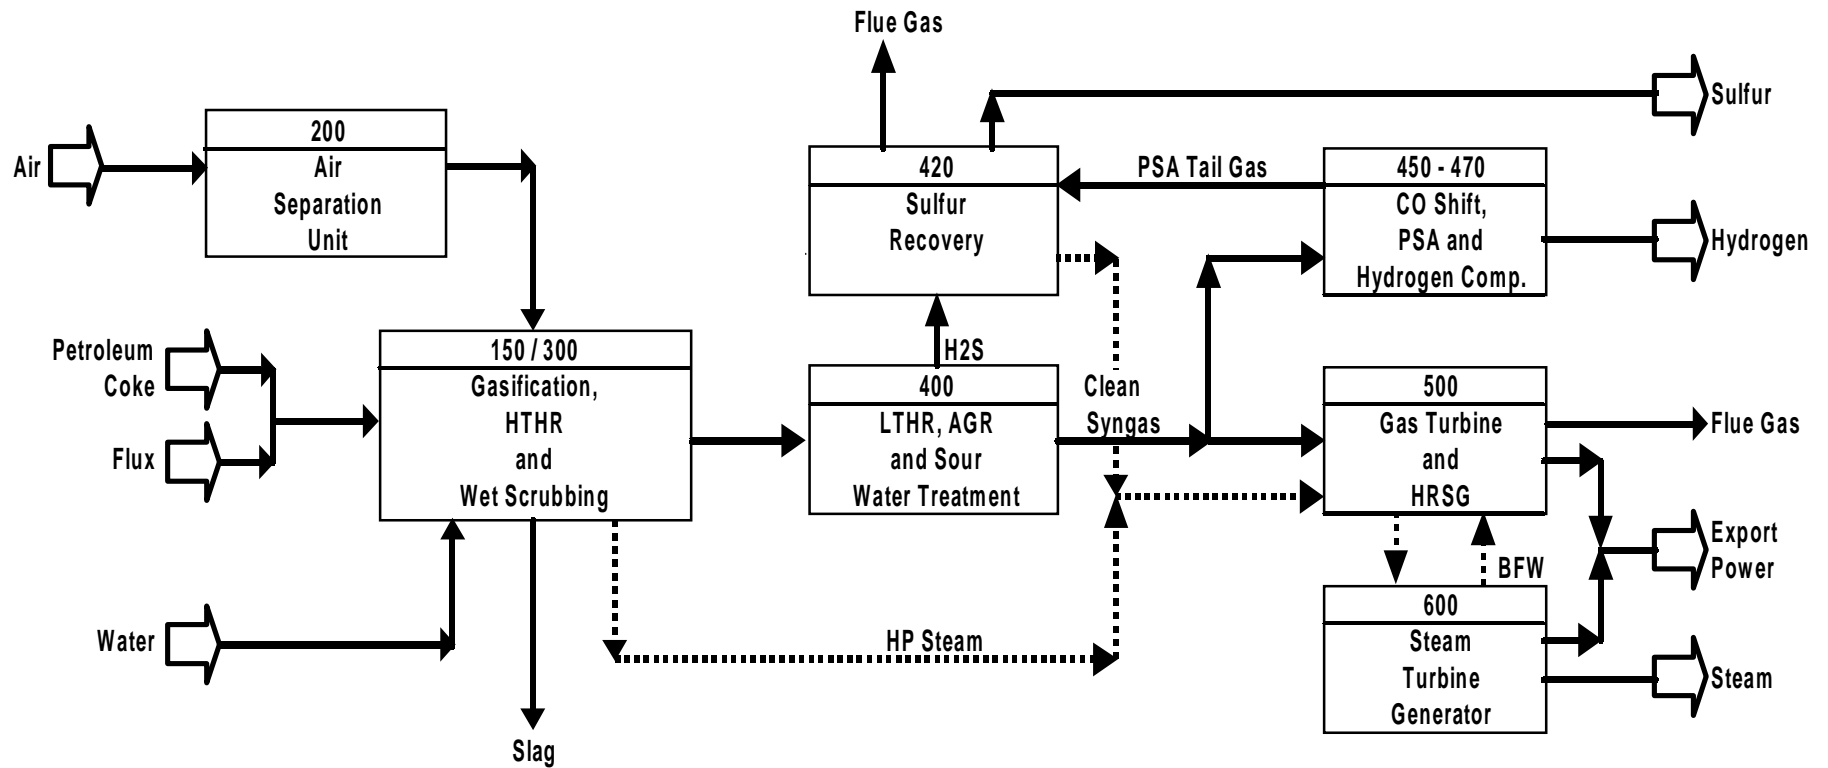 Flue Gas
Sulfur
200
Air
Separation
Unit
Air
420
Sulfur
Recovery
PSA Tail Gas
450 - 470
CO Shift,
PSA and
Hydrogen Comp.
Hydrogen
Petroleum
Coke
Flux
150 / 300
Gasification,
HTHR
and
Wet Scrubbing
H2S
400
LTHR, AGR
and Sour
Water Treatment
Clean
Syngas
500
Gas Turbine
and
HRSG
Flue Gas
Export
Power
BFW
600
Steam
Turbine
Generator
Steam
Water
HP Steam
Slag